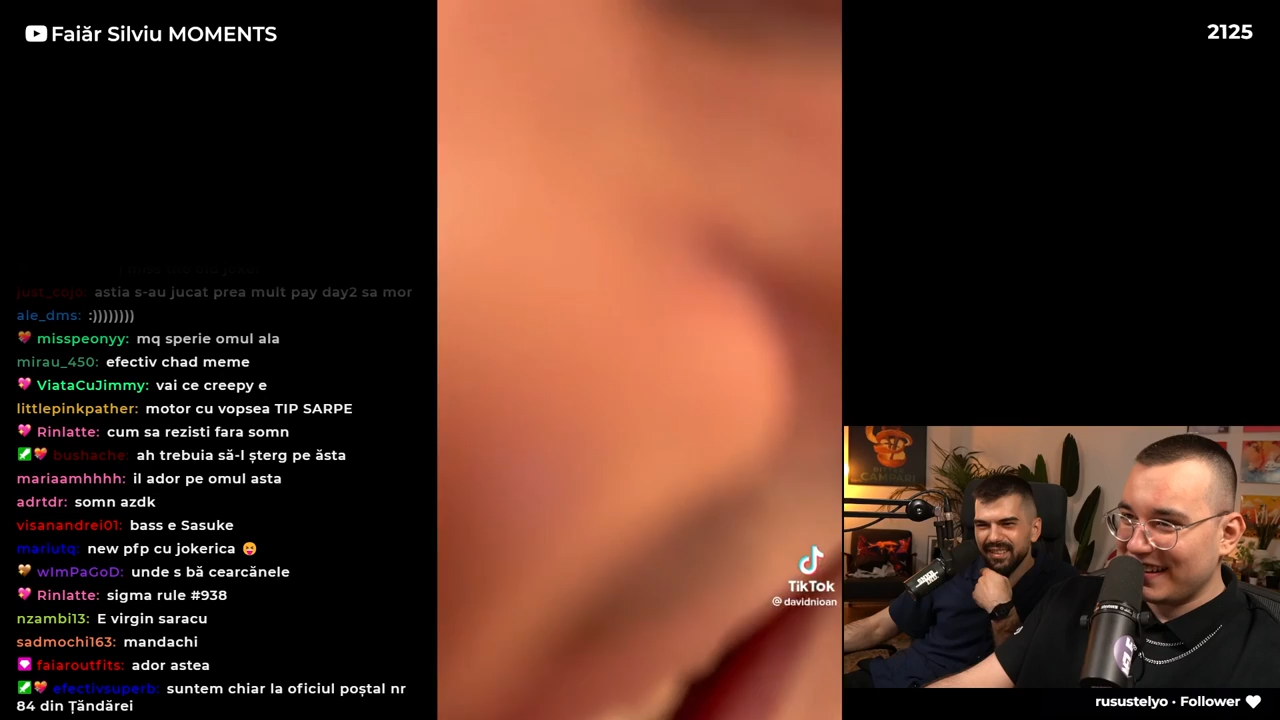 Faiăr Silviu MOMENTS
2125
just_cojo: astia s-au jucat prea mult pay day2 sa mor
ale_dms: :))))))))
misspeonyy: mq sperie omul ala
mirau_450: efectiv chad meme
ViataCuJimmy: vai ce creepy e
littlepinkpather: motor cu vopsea TIP SARPE
Rinlatte: cum sa rezisti fara somn
bushache: ah trebuia să-l șterg pe ăsta
mariaamhhhh: il ador pe omul asta
adrtdr: somn azdk
visanandrei01: bass e Sasuke
mariutq: new pfp cu jokerica 😝
wImPaGoD: unde s bă cearcănele
Rinlatte: sigma rule #938
nzambi13: E virgin saracu
sadmochi163: mandachi
faiaroutfits: ador astea
efectivsuperb: suntem chiar la oficiul poștal nr
84 din Țăndărei
TikTok
@davidnioan
CAMPARI
rusustelyo · Follower